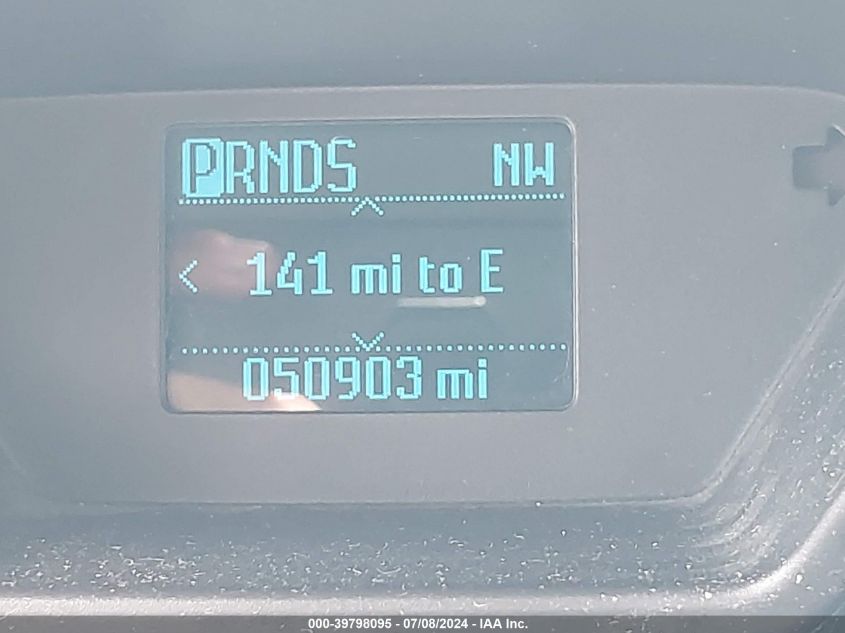 PRNDS NW
141 mi to E
050903 mi
000-39798095 - 07/08/2024 - IAA Inc.